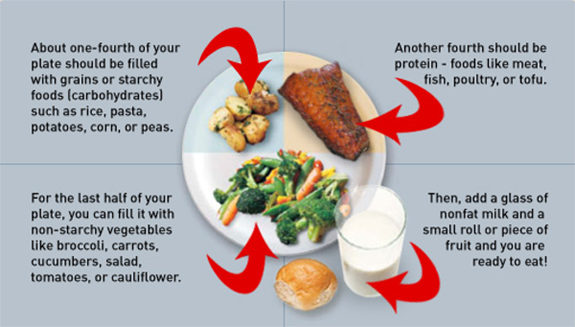 About one-fourth of your
plate should be filled
with grains or starchy
foods (carbohydrates)
such as rice, pasta,
potatoes, corn, or peas.
Another fourth should be
protein - foods like meat,
fish, poultry, or tofu.
For the last half of your
plate, you can fill it with
non-starchy vegetables
like broccoli, carrots,
cucumbers, salad,
tomatoes, or cauliflower.
Then, add a glass of
nonfat milk and a
small roll or piece of
fruit and you are
ready to eat!